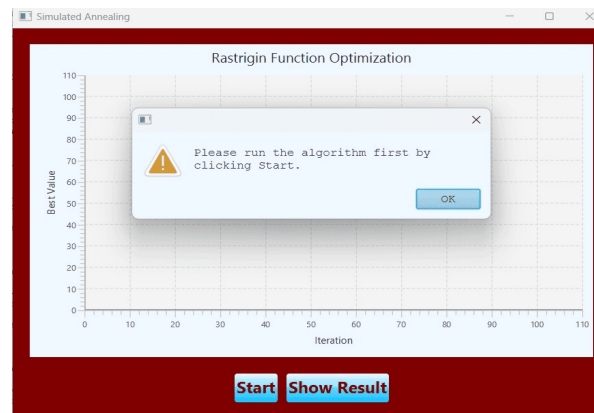 Simulated Annealing
Rastrigin Function Optimization
110
100
90
80
70
60
50
40
30
20
10
0
Best Value
Please run the algorithm first by
clicking Start.
OK
0 10 20 30 40 50 60 70 80 90 100 110
Iteration
Start Show Result